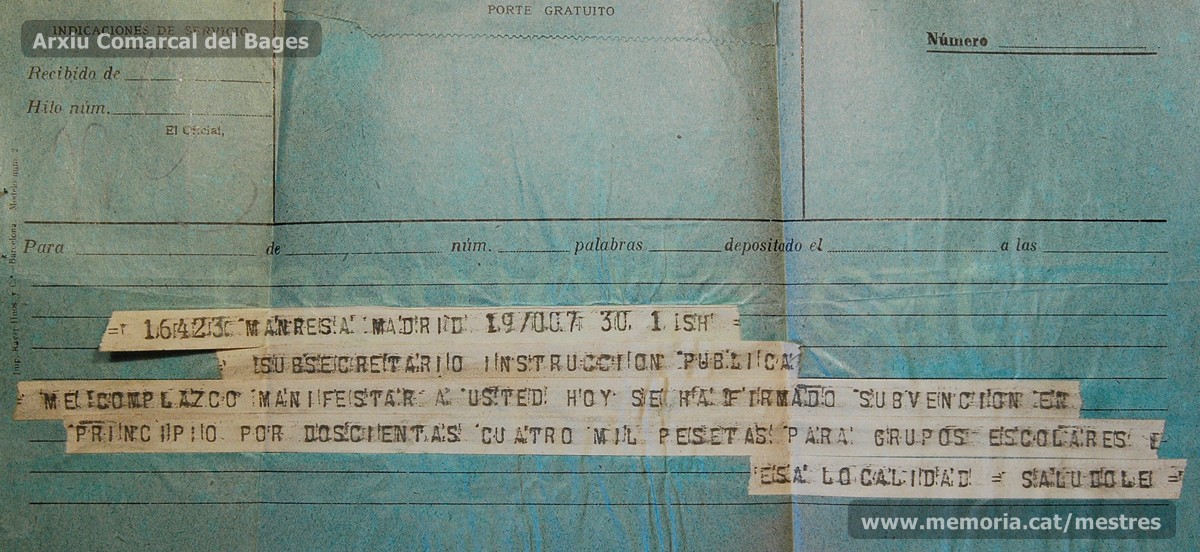 PORTE GRATUITO
INDICACIONES DE SERVICIO
Arxiu Comarcal del Bages
Número
Recibido de
Hilo núm.
El Oficial,
Para de núm. palabras depositado el a las
= 16423 MANRESA MADRID 19/007 30 1 SH =
SUBSECRETARIO INSTRUCCION PUBLICA
= ME COMPLAZCO MANIFESTAR A USTED HOY SE HA FIRMADO SUBVENCION EN
PRINCIPIO POR DOSCIENTAS CUATRO MIL PESETAS PARA GRUPOS ESCOLARES E
ESA LOCALIDAD = SALUDOLE =
www.memoria.cat/mestres